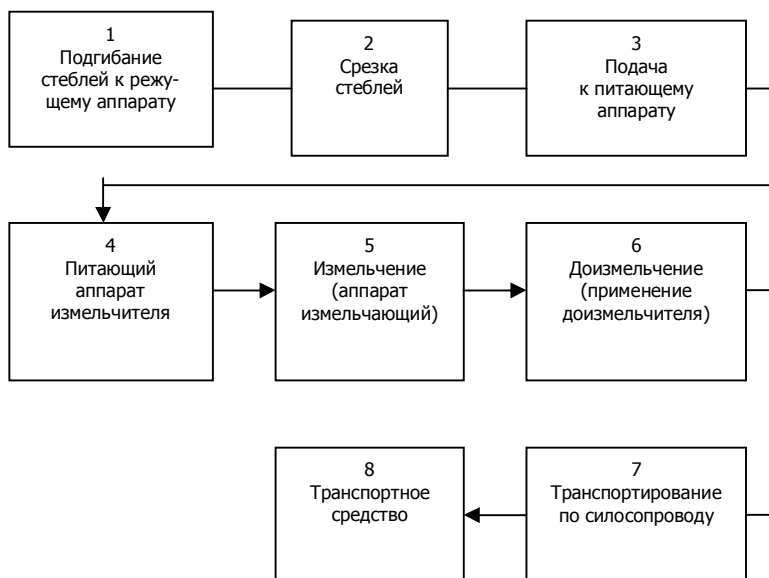 1
Подгибание
стеблей к режу-
щему аппарату
2
Срезка
стеблей
3
Подача
к питающему
аппарату
4
Питающий
аппарат
измельчителя
5
Измельчение
(аппарат
измельчающий)
6
Доизмельчение
(применение
доизмельчителя)
8
Транспортное
средство
7
Транспортирование
по силосопроводу